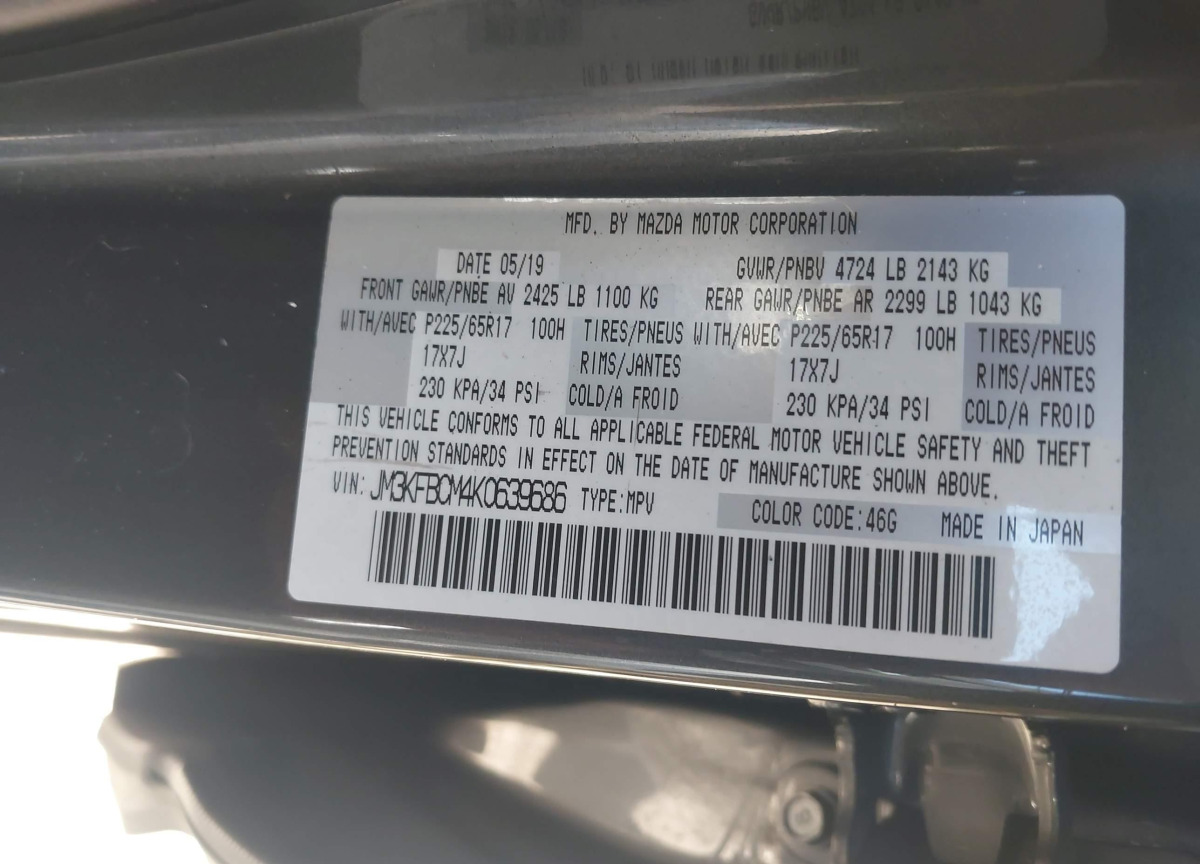 MFD. BY MAZDA MOTOR CORPORATION
DATE 05/19 GVWR/PNBV 4724 LB 2143 KG
FRONT GAWR/PNBE AV 2425 LB 1100 KG REAR GAWR/PNBE AR 2299 LB 1043 KG
WITH/AVEC P225/65R17 100H TIRES/PNEUS WITH/AVEC P225/65R17 100H TIRES/PNEUS
17X7J RIMS/JANTES 17X7J RIMS/JANTES
230 KPA/34 PSI COLD/A FROID 230 KPA/34 PSI COLD/A FROID
THIS VEHICLE CONFORMS TO ALL APPLICABLE FEDERAL MOTOR VEHICLE SAFETY AND THEFT
PREVENTION STANDARDS IN EFFECT ON THE DATE OF MANUFACTURE SHOWN ABOVE.
VIN: JM3KFBCM4K0639686 TYPE:MPV COLOR CODE:46G MADE IN JAPAN